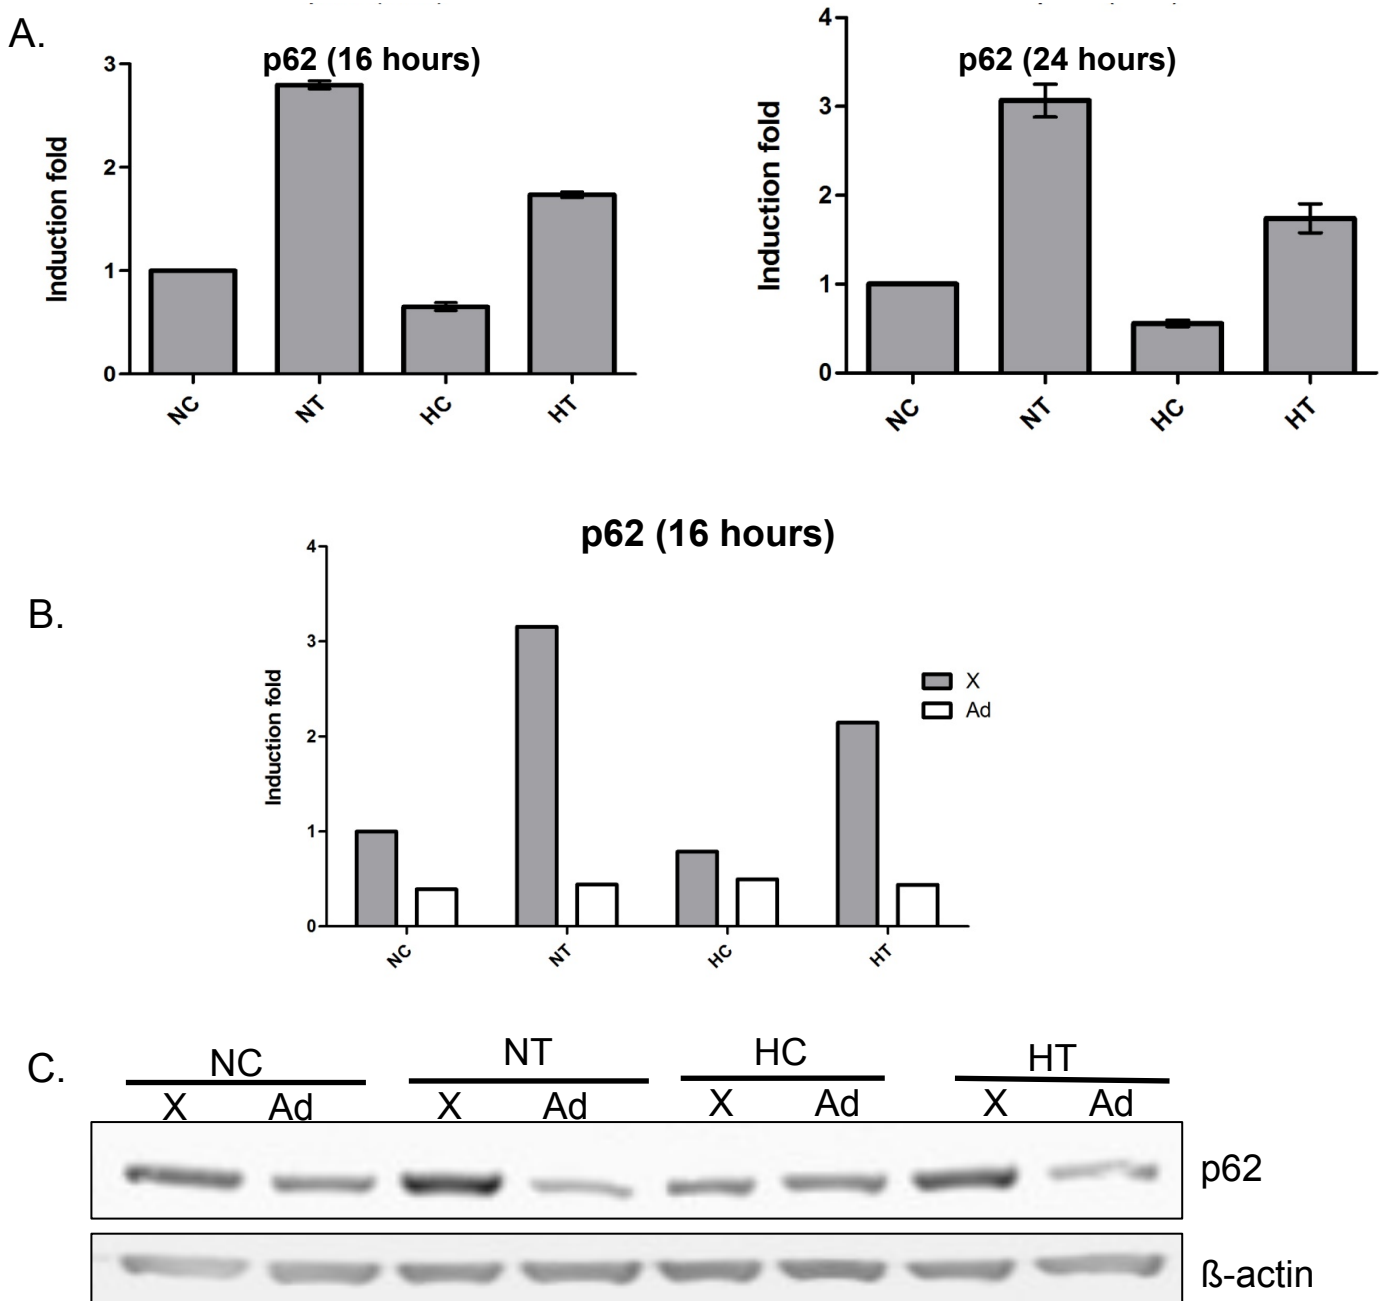 A.
p62 (16 hours)
Induction fold
3
2
1
0
NC NT HC HT
p62 (24 hours)
Induction fold
4
3
2
1
0
NC NT HC HT
B.
p62 (16 hours)
Induction fold
4
3
2
1
0
NC NT HC HT
X
Ad
C.
NC NT HC HT
X Ad X Ad X Ad X Ad
p62
ß-actin